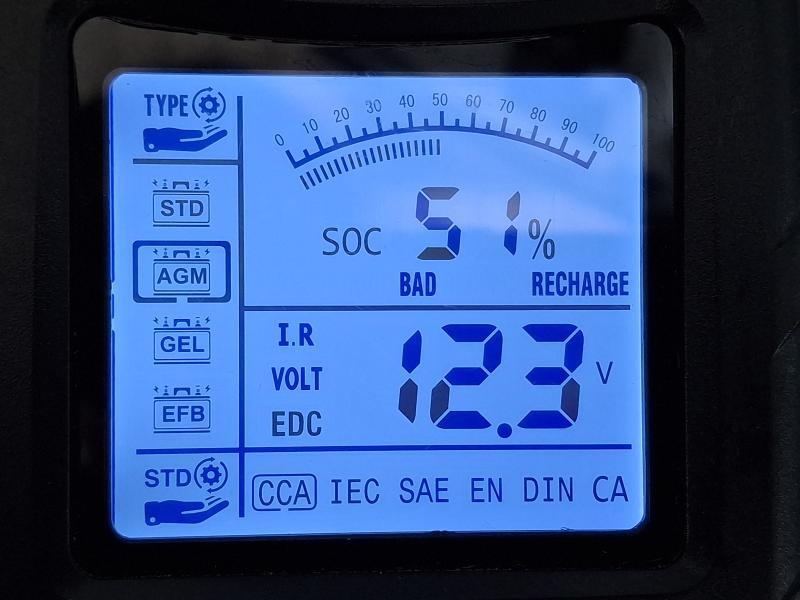 TYPE
0 10 20 30 40 50 60 70 80 90 100
STD
SOC 51%
AGM
BAD RECHARGE
GEL
I.R
VOLT 12.3 V
EFB
EDC
STD
CCA IEC SAE EN DIN CA